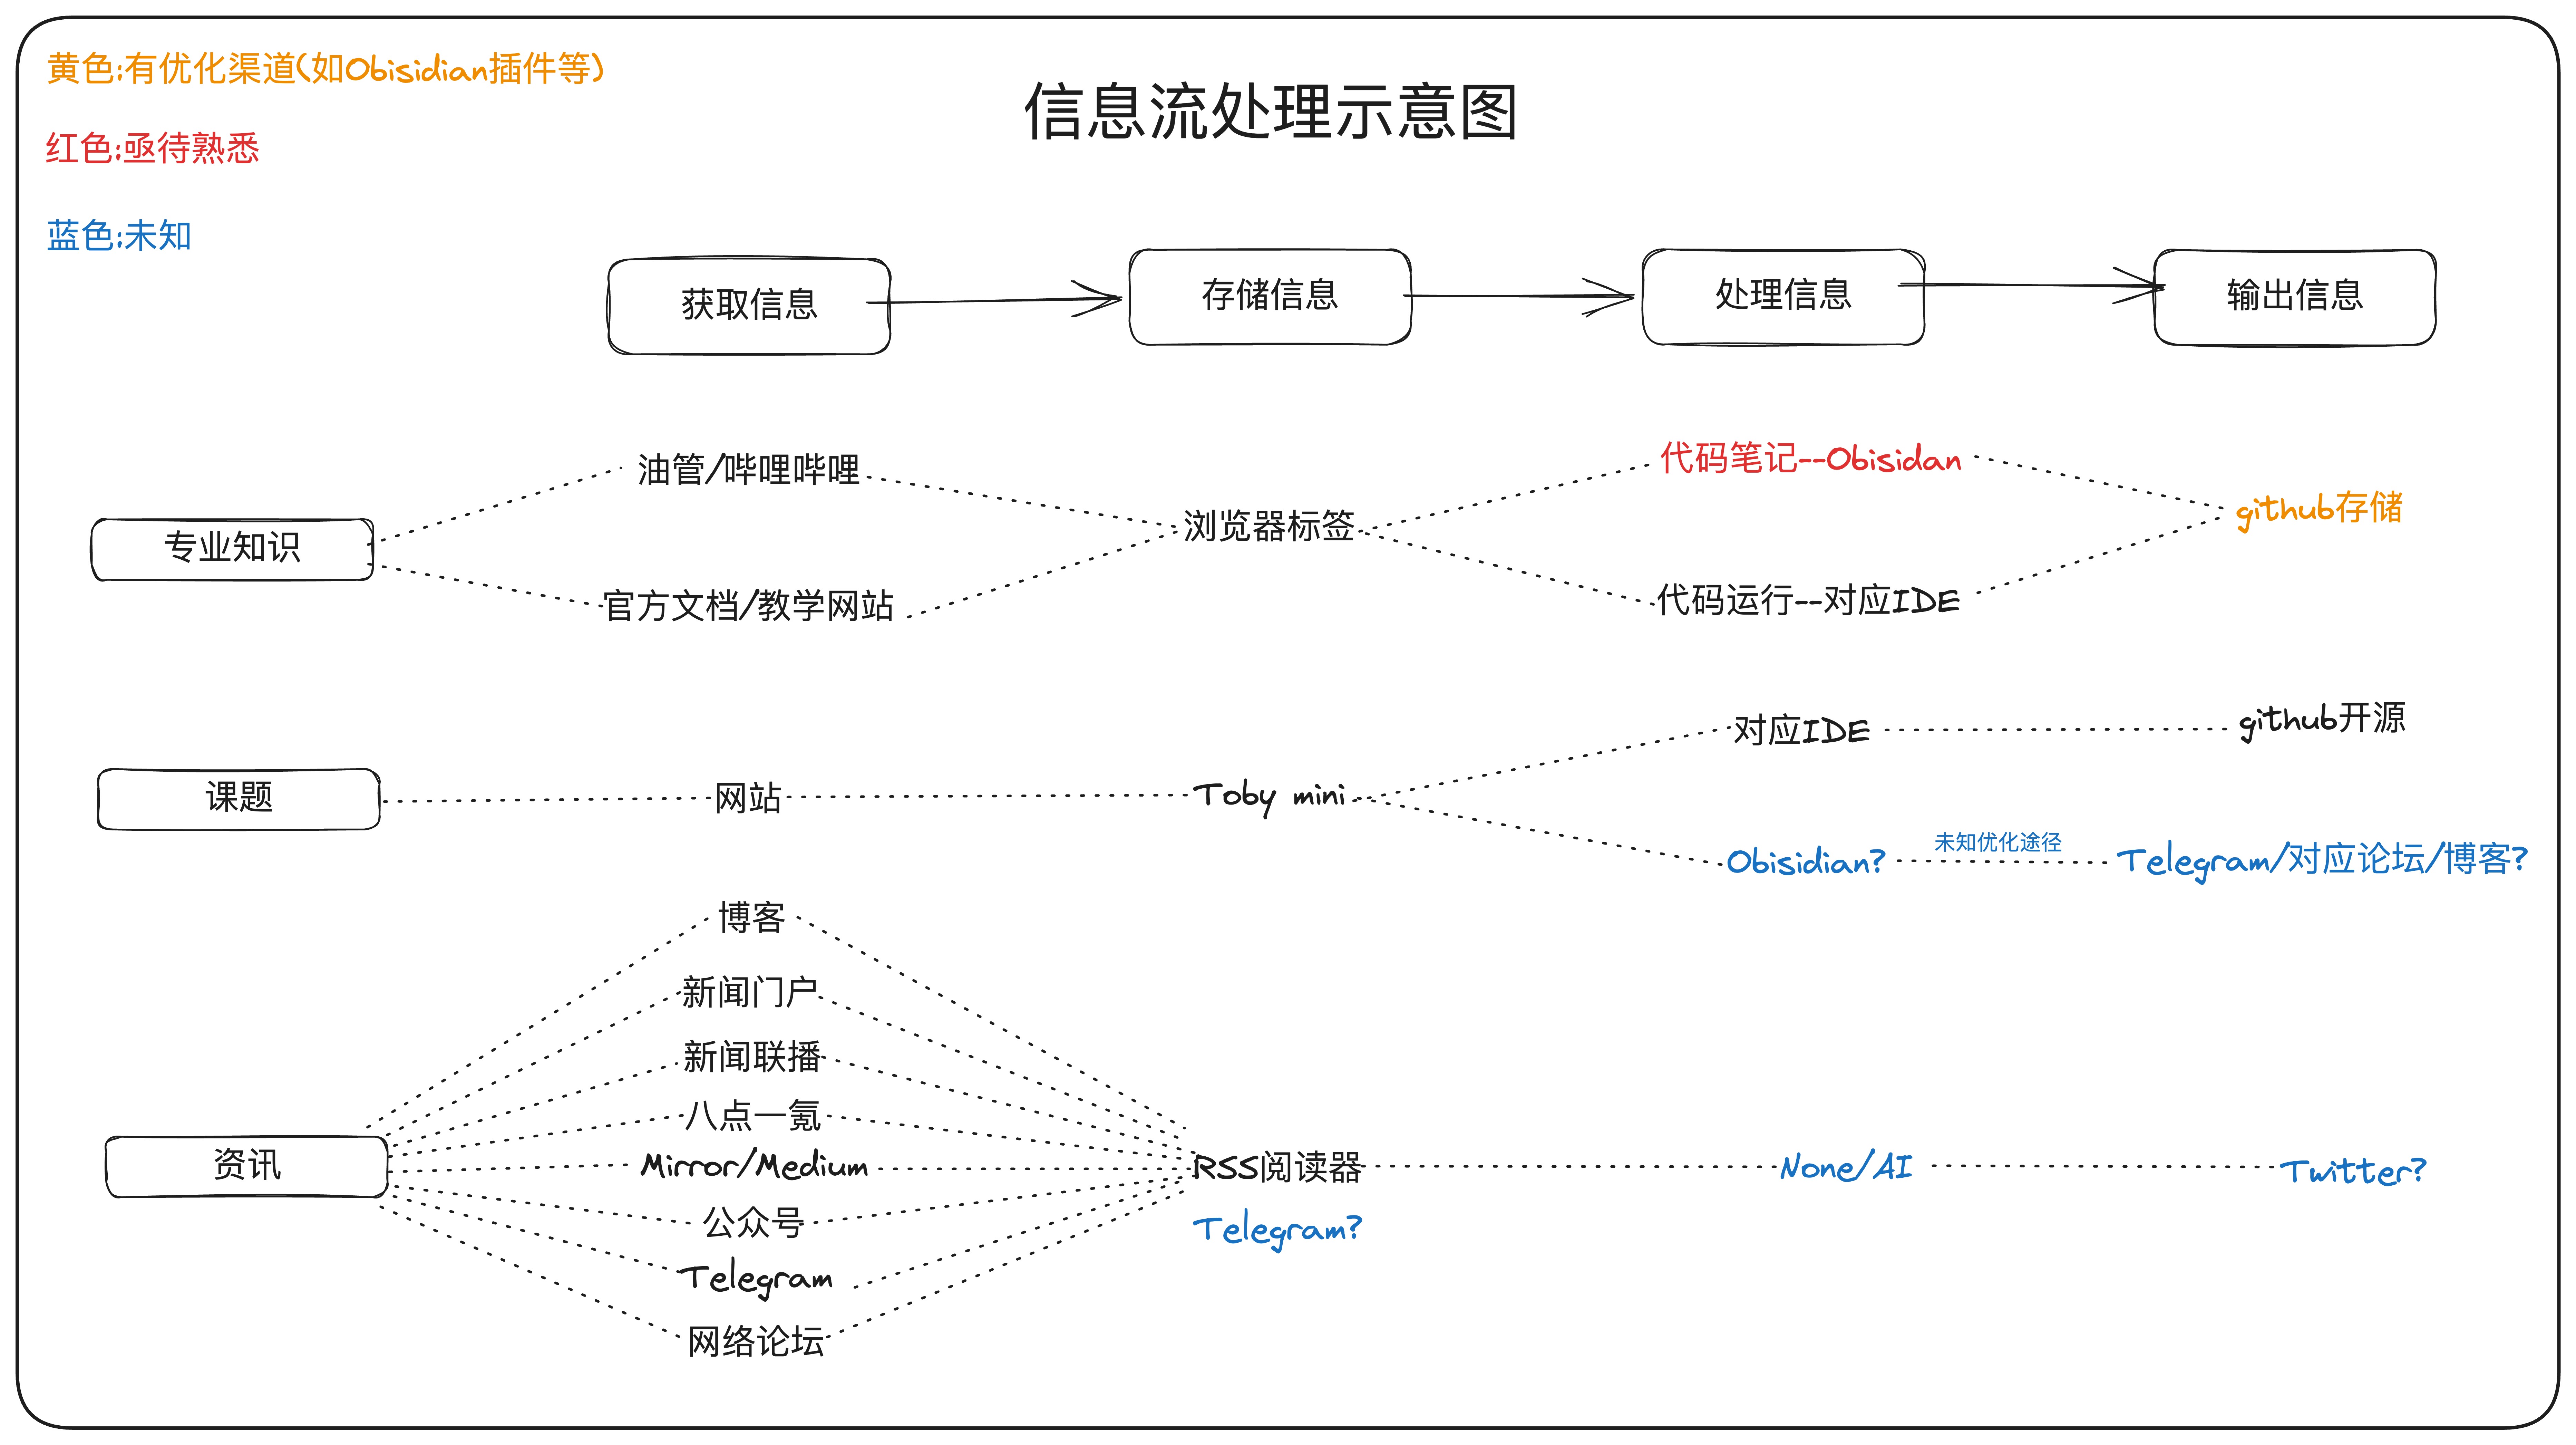 黄色:有优化渠道(如Obisidian插件等)
信息流处理示意图
红色:亟待熟悉
蓝色:未知
获取信息
存储信息
处理信息
输出信息
专业知识
油管/哔哩哔哩
官方文档/教学网站
浏览器标签
代码笔记--Obisidan
代码运行--对应IDE
github存储
课题
网站
Toby mini
对应IDE
github开源
Obisidian?
未知优化途径
Telegram/对应论坛/博客?
资讯
博客
新闻门户
新闻联播
八点一氪
Mirror/Medium
公众号
Telegram
网络论坛
RSS阅读器
Telegram?
None/AI
Twitter?